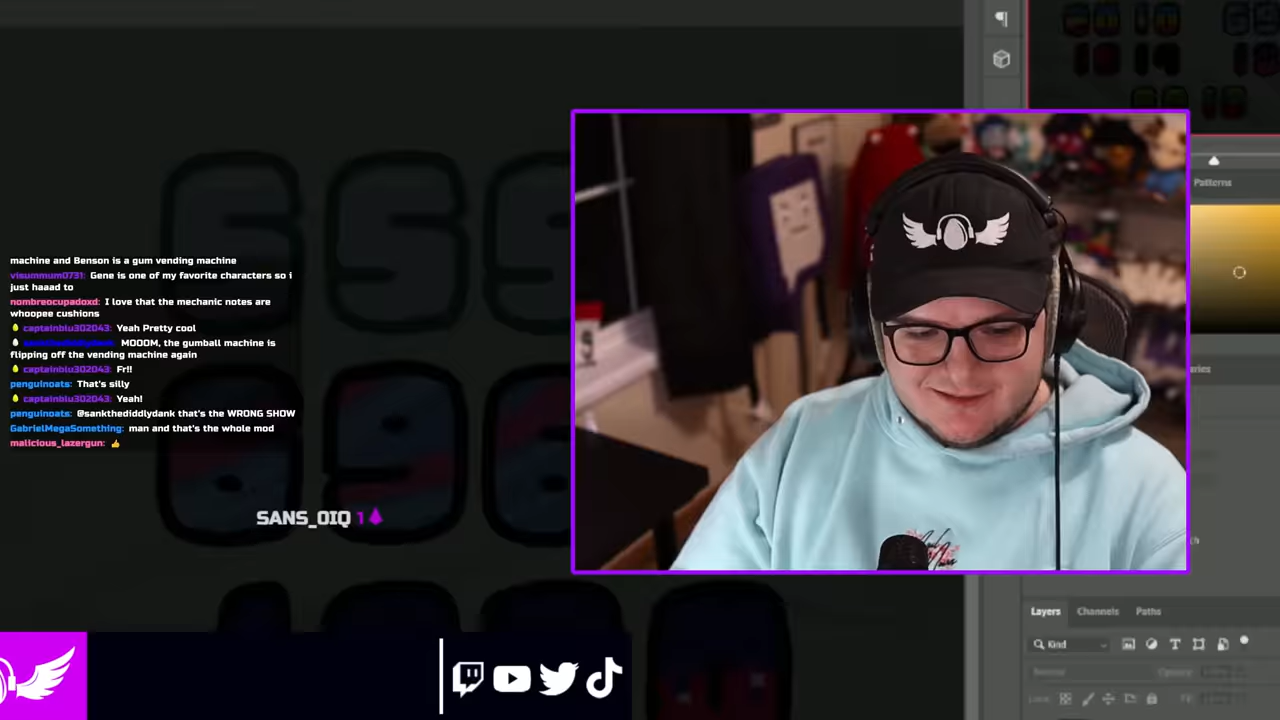 machine and Benson is a gum vending machine
visummum0731: Gene is one of my favorite characters so i
just haaad to
nombreocupadoxd: I love that the mechanic notes are
whoopee cushions
captainblu302043: Yeah Pretty cool
MOOOM, the gumball machine is
flipping off the vending machine again
captainblu302043: Fr!!
penguinoats: That's silly
captainblu302043: Yeah!
penguinoats: @sankthediddlydank that's the WRONG SHOW
GabrielMegaSomething: man and that's the whole mod
malicious_lazergun: 👍
SANS_0IQ 1
Patterns
Layers Channels Paths
Kind